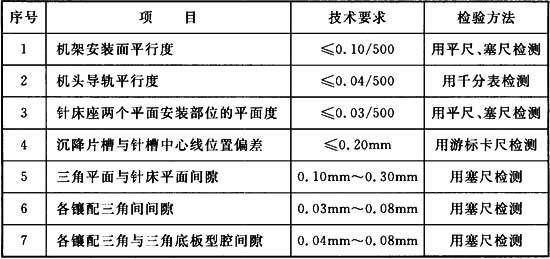 序号 项 目 技术要求 检验方法
1 机架安装面平行度 ≤0.10/500 用平尺、塞尺检测
2 机头导轨平行度 ≤0.04/500 用千分表检测
3 针床座两个平面安装部位的平面度 ≤0.03/500 用平尺、塞尺检测
4 沉降片槽与针槽中心线位置偏差 ≤0.20mm 用游标卡尺检测
5 三角平面与针床平面间隙 0.10mm～0.30mm 用塞尺检测
6 各镶配三角间间隙 0.03mm～0.08mm 用塞尺检测
7 各镶配三角与三角底板型腔间隙 0.04mm～0.08mm 用塞尺检测